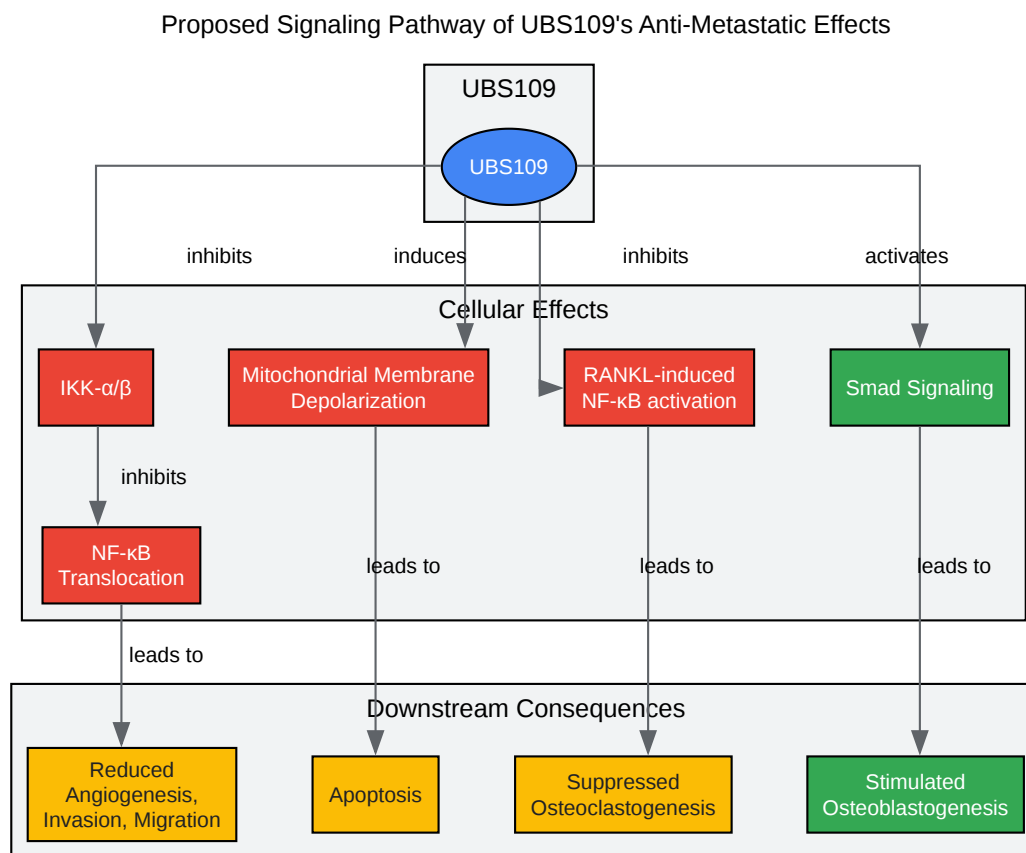 Proposed Signaling Pathway of UBS109's Anti-Metastatic Effects
UBS109
UBS109
inhibits
induces
inhibits
activates
Cellular Effects
IKK-α/β
Mitochondrial Membrane
Depolarization
RANKL-induced
NF-κB activation
Smad Signaling
inhibits
NF-κB
Translocation
leads to
leads to
leads to
leads to
Downstream Consequences
Reduced
Angiogenesis,
Invasion, Migration
Apoptosis
Suppressed
Osteoclastogenesis
Stimulated
Osteoblastogenesis